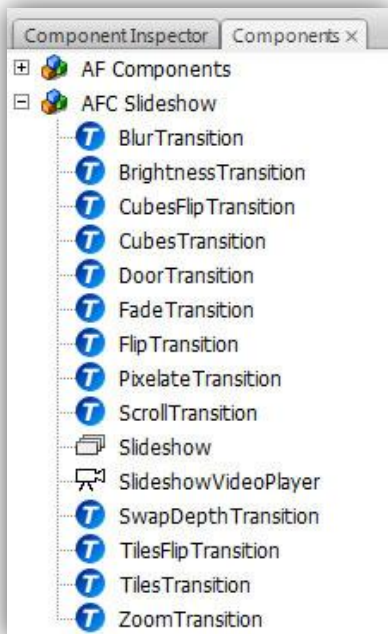 Component Inspector Components ×
AF Components
AFC Slideshow
BlurTransition
BrightnessTransition
CubesFlipTransition
CubesTransition
DoorTransition
FadeTransition
FlipTransition
PixelateTransition
ScrollTransition
Slideshow
SlideshowVideoPlayer
SwapDepthTransition
TilesFlipTransition
TilesTransition
ZoomTransition